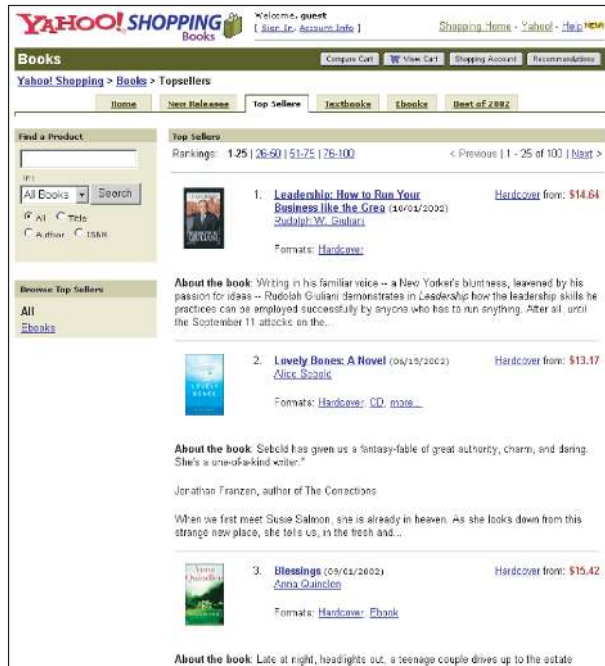 YAHOO! SHOPPING
Books
Welcome, guest
[ Sign In, Account Info ]
Shopping Home - Yahoo! - Help NEW!
Books
Compare Cart
View Cart
Shopping Account
Recommendations
Yahoo! Shopping > Books > Topsellers
Home
New Releases
Top Sellers
Textbooks
Ebooks
Best of 2002
Find a Product
in:
All Books
Search
All
Title
Author
ISBN
Browse Top Sellers
All
Ebooks
Top Sellers
Rankings: 1-25 | 26-50 | 51-75 | 76-100
< Previous | 1 - 25 of 100 | Next >
LEADERSHIP
GIULIANI
1. Leadership: How to Run Your
Business like the Grea (10/01/2002)
Rudolph W. Giuliani
Hardcover from: $14.64
Formats: Hardcover
About the book: Writing in his familiar voice -- a New Yorker's bluntness, leavened by his
passion for ideas -- Rudolph Giuliani demonstrates in Leadership how the leadership skills he
practices can be employed successfully by anyone who has to run anything. After all, until
the September 11 attacks on the...
LOVELY
BONES
2. Lovely Bones: A Novel (06/19/2002)
Alice Sebold
Hardcover from: $13.17
Formats: Hardcover, CD, more...
About the book: Sebold has given us a fantasy-fable of great authority, charm, and daring.
She's a one-of-a-kind writer."
Jonathan Franzen, author of The Corrections
When we first meet Susie Salmon, she is already in heaven. As she looks down from this
strange new place, she tells us, in the fresh and...
Anna
Quindlen
3. Blessings (09/01/2002)
Anna Quindlen
Hardcover from: $15.42
Formats: Hardcover, Ebook
About the book: Late at night, headlights out, a teenage couple drives up to the estate